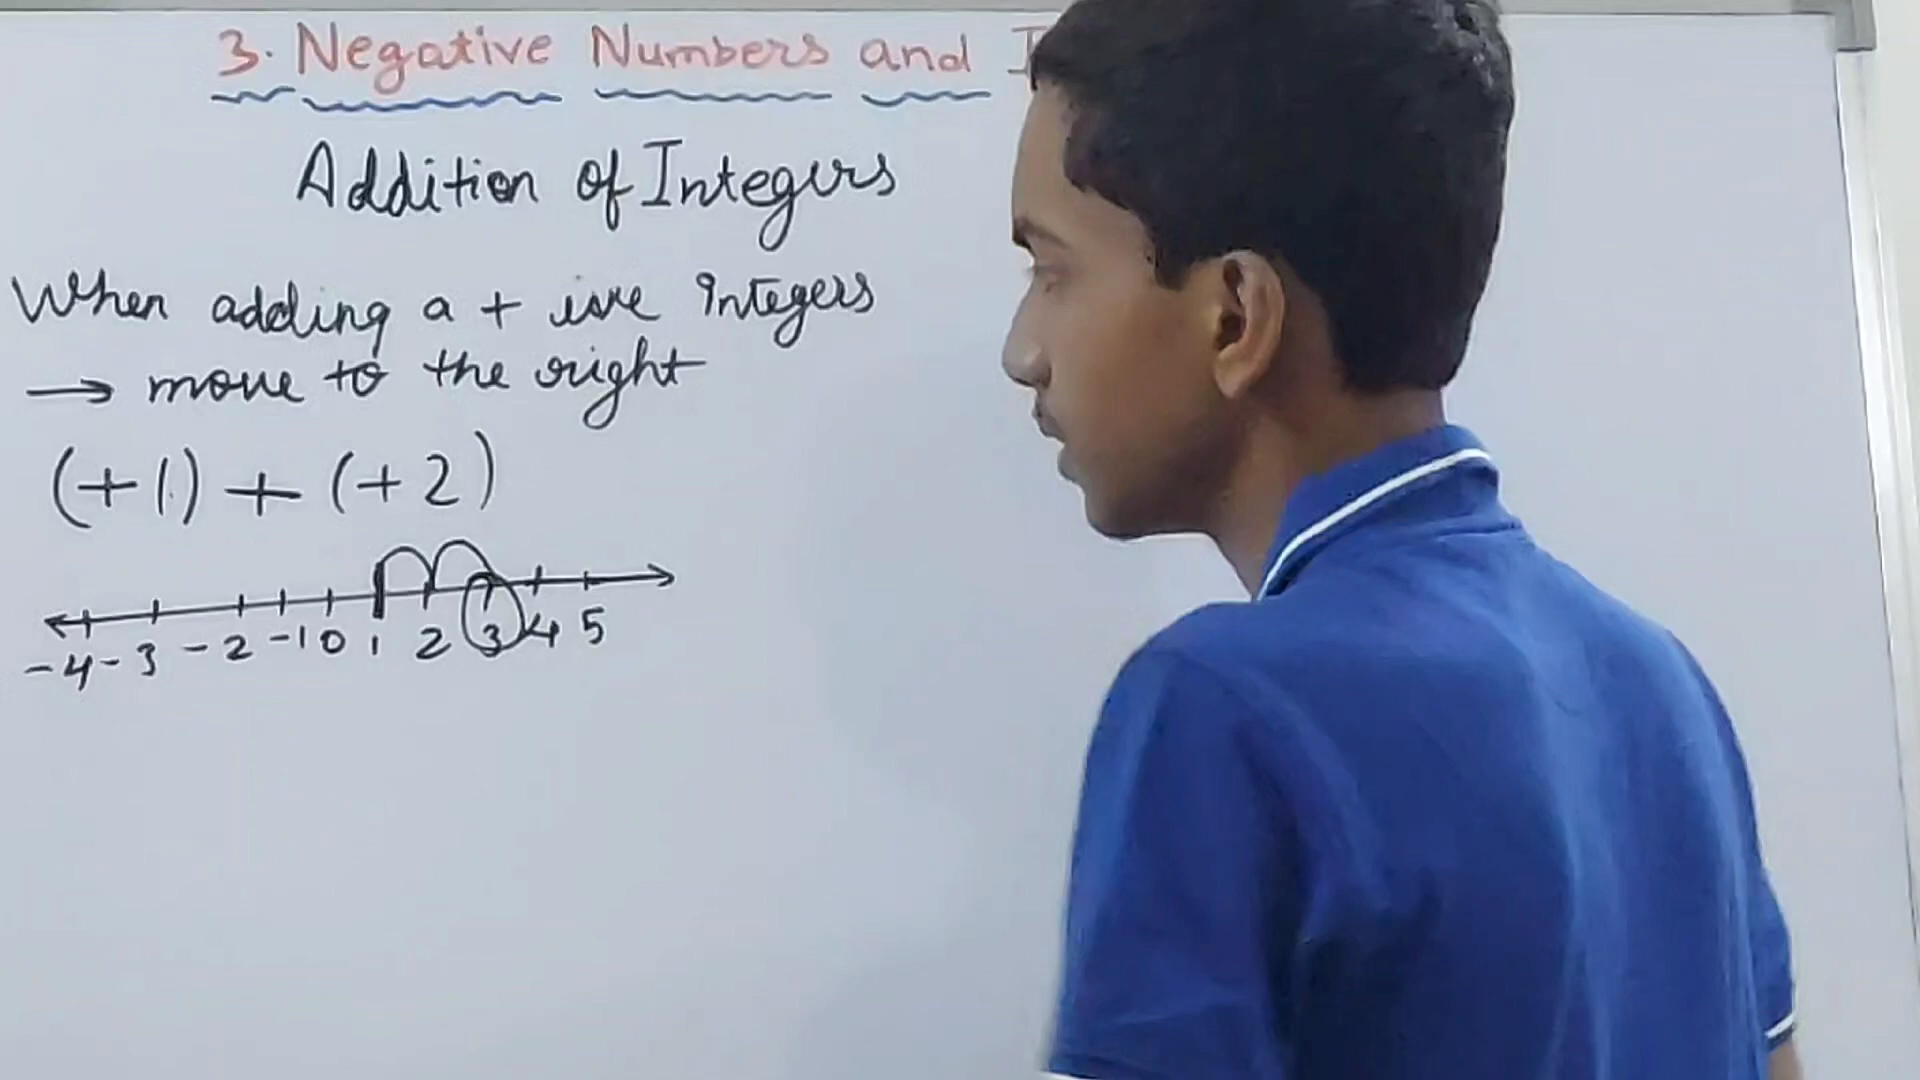 3. Negative Numbers and I
Addition of Integers
When adding a + ive Integers
→ move to the right
(+1) + (+2)
-4 -3 -2 -1 0 1 2 3 4 5